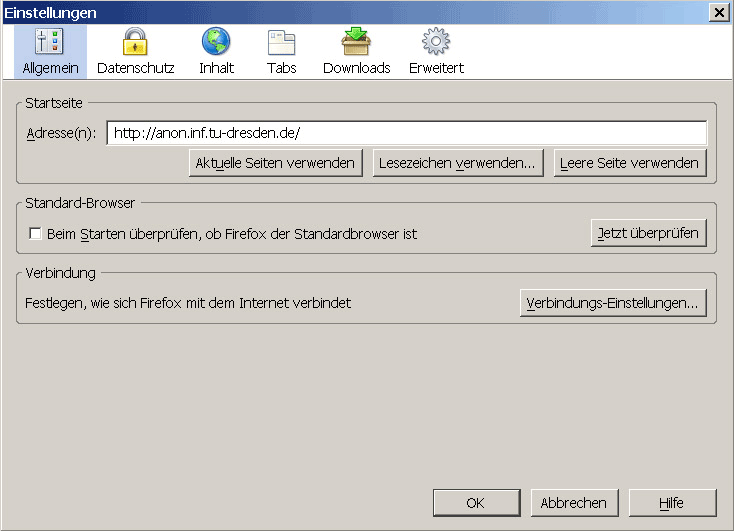 Einstellungen
Allgemein Datenschutz Inhalt Tabs Downloads Erweitert
Startseite
Adresse(n): http://anon.inf.tu-dresden.de/
Aktuelle Seiten verwenden Lesezeichen verwenden... Leere Seite verwenden
Standard-Browser
Beim Starten überprüfen, ob Firefox der Standardbrowser ist Jetzt überprüfen
Verbindung
Festlegen, wie sich Firefox mit dem Internet verbindet Verbindungs-Einstellungen...
OK Abbrechen Hilfe